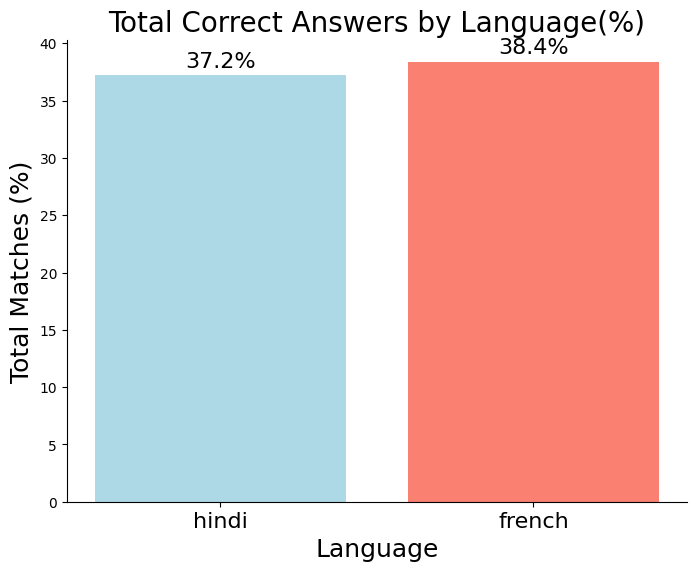 Total Correct Answers by Language(%)
37.2%
38.4%
40
35
30
25
20
15
10
5
0
Total Matches (%)
hindi
french
Language